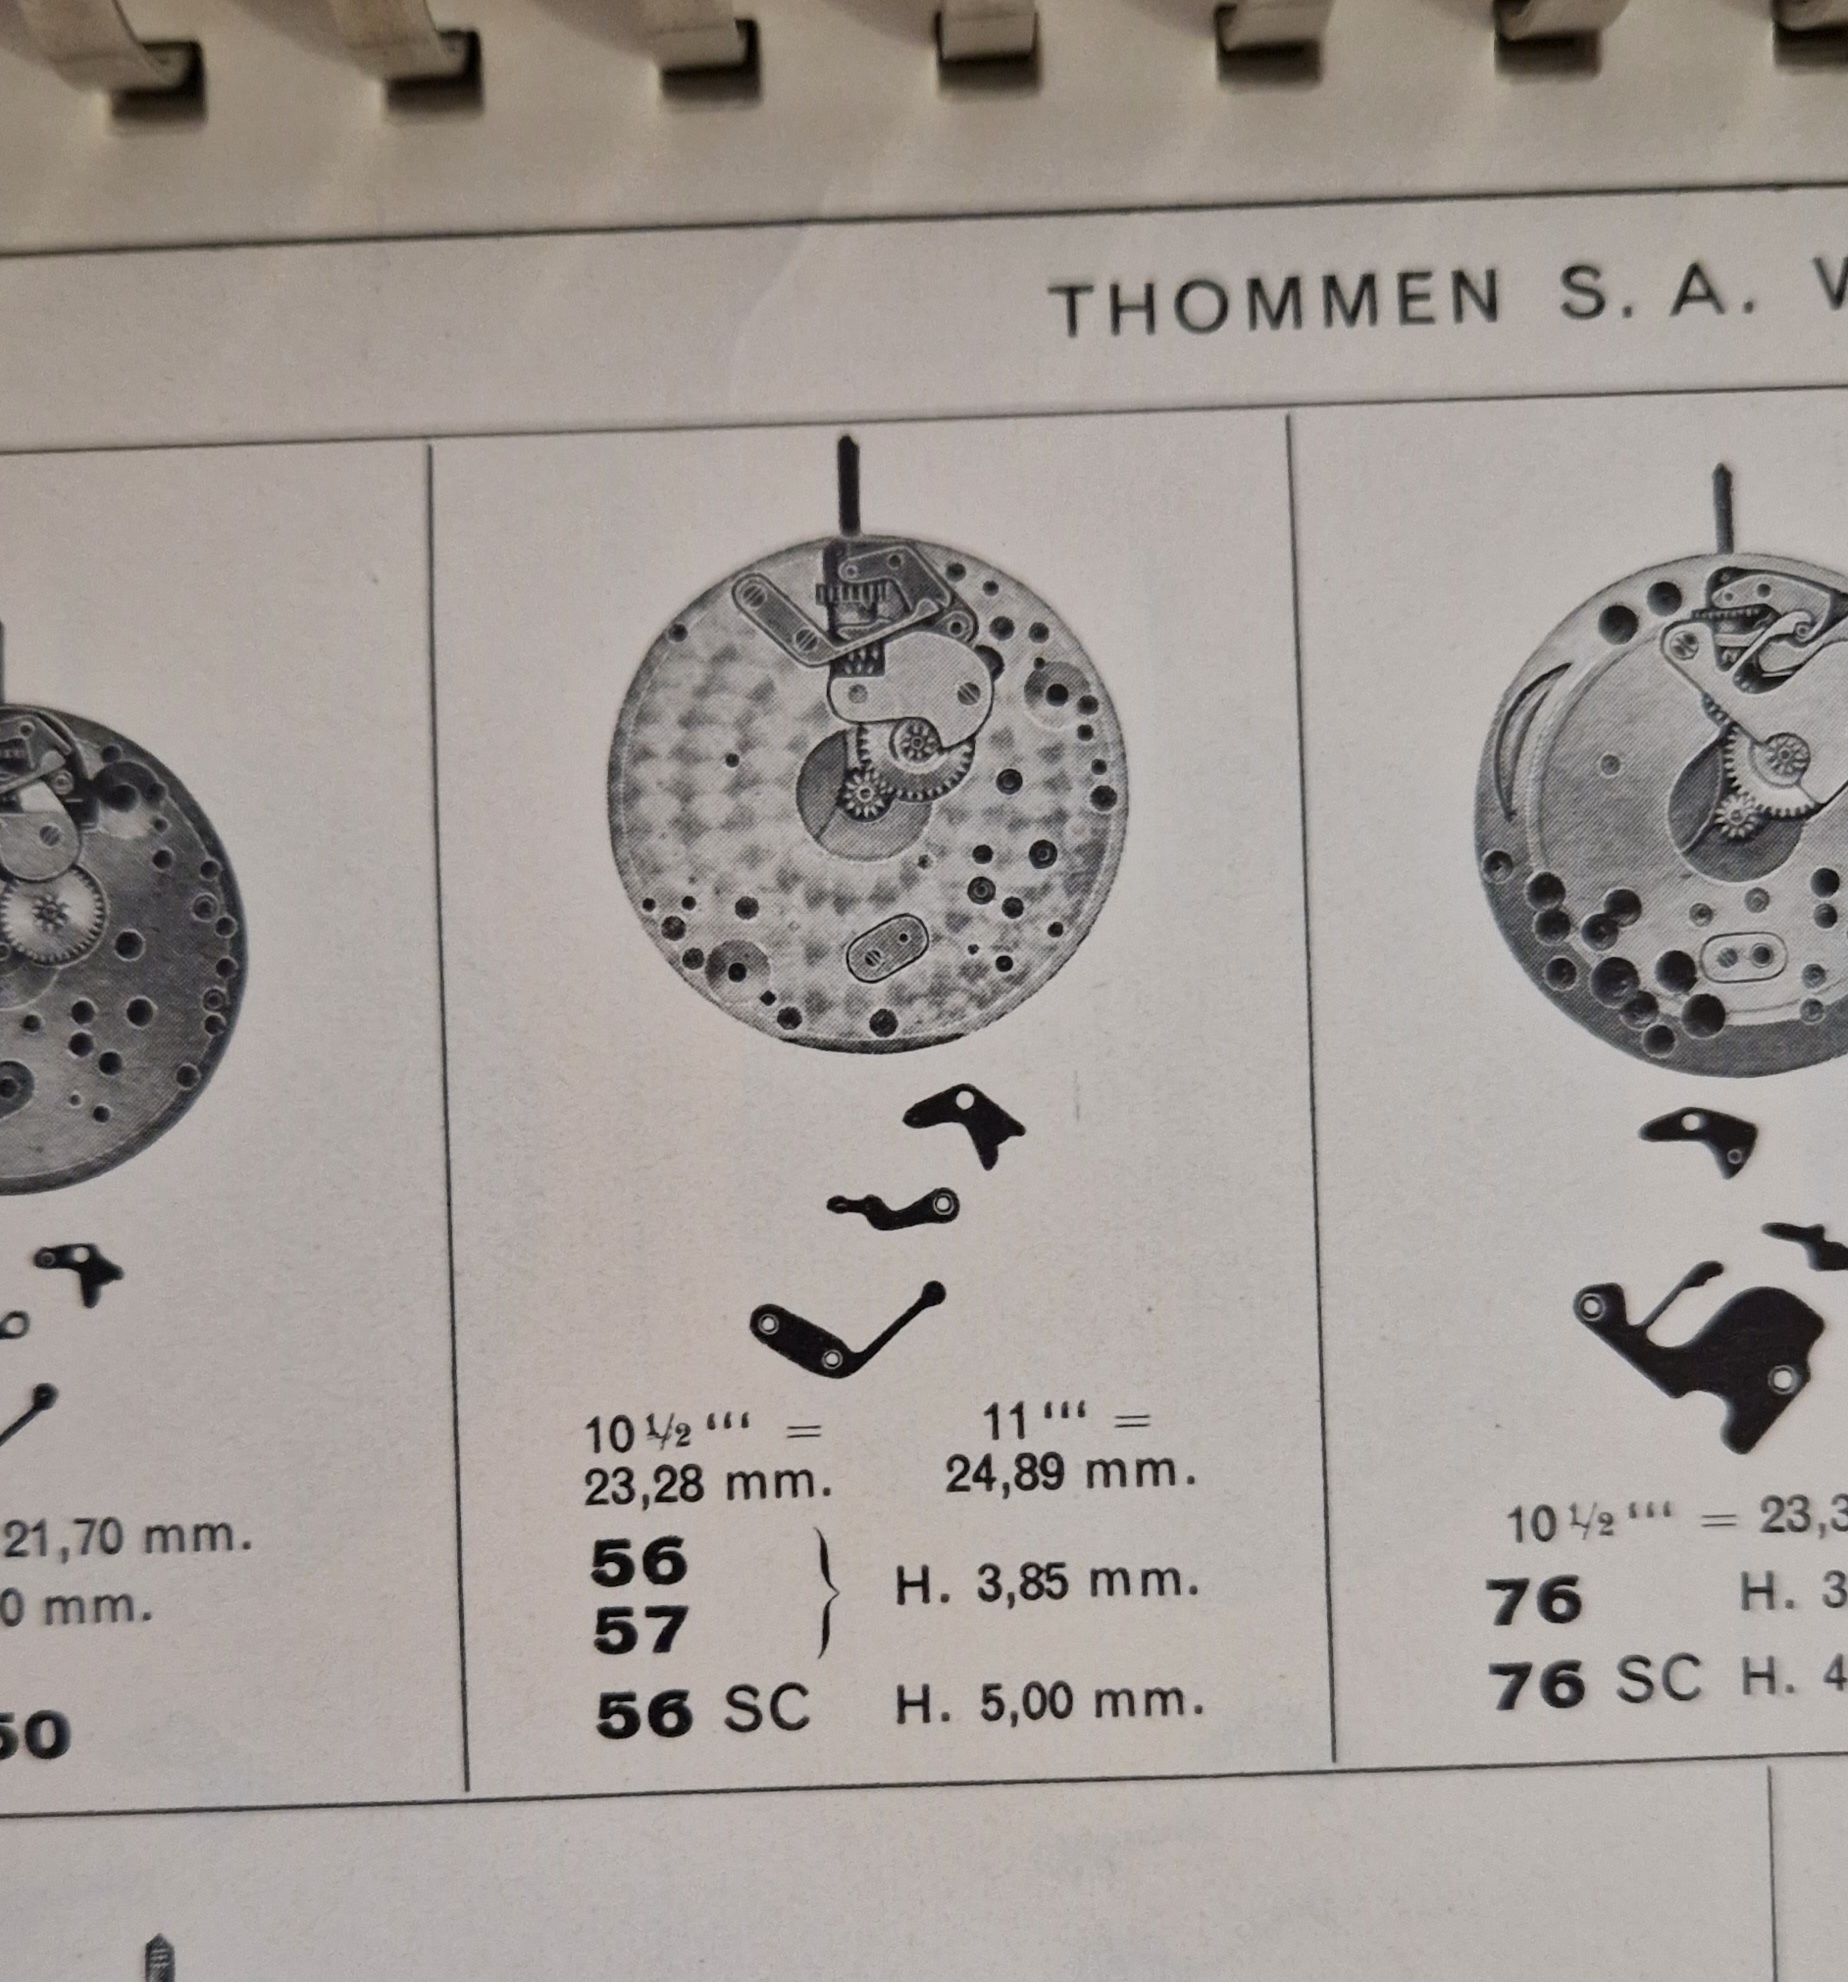 THOMMEN S. A.
21,70 mm.
0 mm.
50
10 ½ ‘‘‘ = 11 ‘‘‘ =
23,28 mm. 24,89 mm.
56
57
H. 3,85 mm.
56 SC H. 5,00 mm.
10 ½ ‘‘‘ = 23,3
76 H. 3
76 SC H. 4